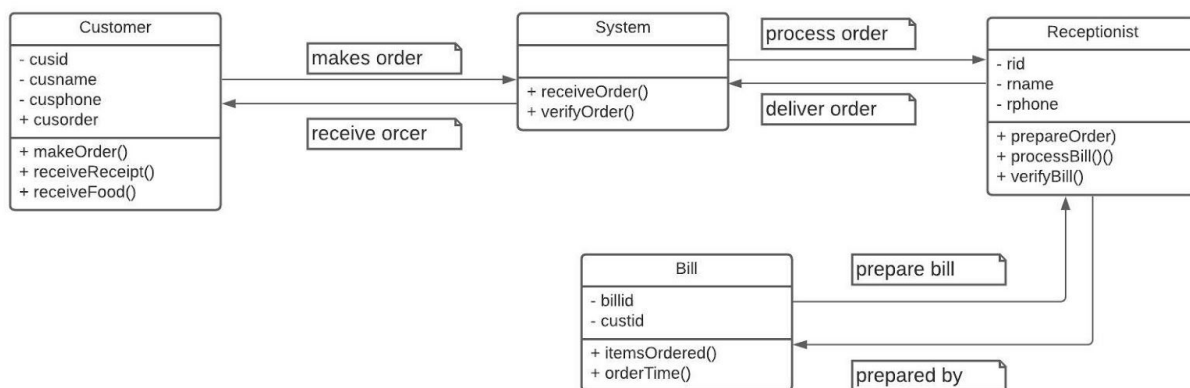 Customer
- cusid
- cusname
- cusphone
+ cusorder
+ makeOrder()
+ receiveReceipt()
+ receiveFood()
makes order
receive orcer
System
+ receiveOrder()
+ verifyOrder()
process order
deliver order
Receptionist
- rid
- rname
- rphone
+ prepareOrder)
+ processBill()()
+ verifyBill()
Bill
- billid
- custid
+ itemsOrdered()
+ orderTime()
prepare bill
prepared by